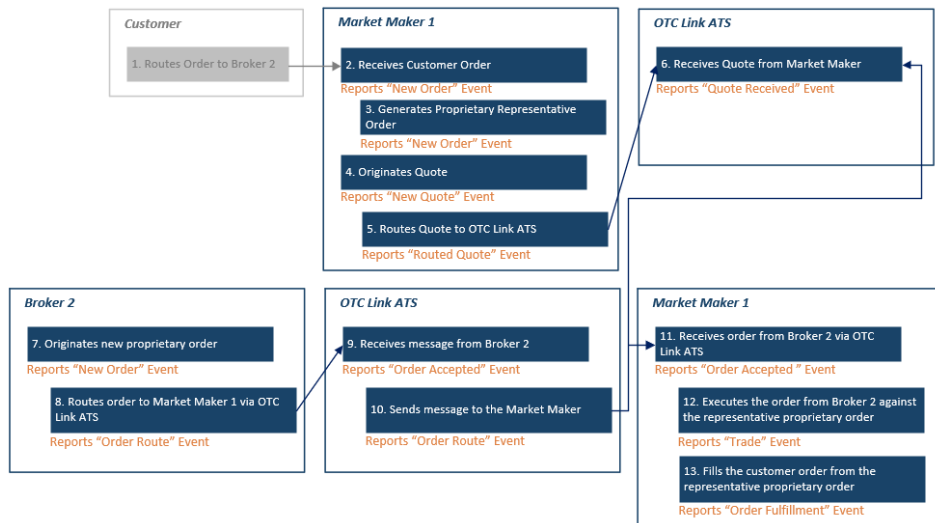 Customer
1. Routes Order to Broker 2
Market Maker 1
2. Receives Customer Order
Reports “New Order” Event
3. Generates Proprietary Representative
Order
Reports “New Order” Event
4. Originates Quote
Reports “New Quote” Event
5. Routes Quote to OTC Link ATS
Reports “Routed Quote” Event
OTC Link ATS
6. Receives Quote from Market Maker
Reports “Quote Received” Event
Broker 2
7. Originates new proprietary order
Reports “New Order” Event
8. Routes order to Market Maker 1 via OTC
Link ATS
Reports “Order Route” Event
OTC Link ATS
9. Receives message from Broker 2
Reports “Order Accepted” Event
10. Sends message to the Market Maker
Reports “Order Route” Event
Market Maker 1
11. Receives order from Broker 2 via OTC
Link ATS
Reports “Order Accepted ” Event
12. Executes the order from Broker 2 against
the representative proprietary order
Reports “Trade” Event
13. Fills the customer order from the
representative proprietary order
Reports “Order Fulfillment” Event